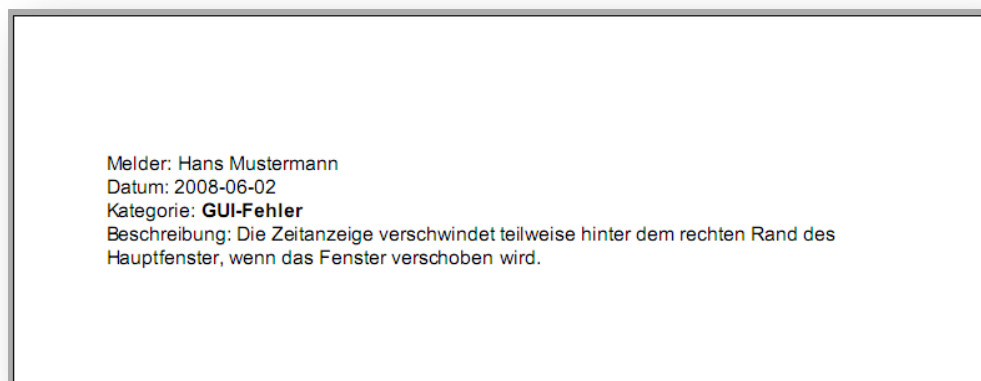 Melder: Hans Mustermann
Datum: 2008-06-02
Kategorie: GUI-Fehler
Beschreibung: Die Zeitanzeige verschwindet teilweise hinter dem rechten Rand des
Hauptfenster, wenn das Fenster verschoben wird.